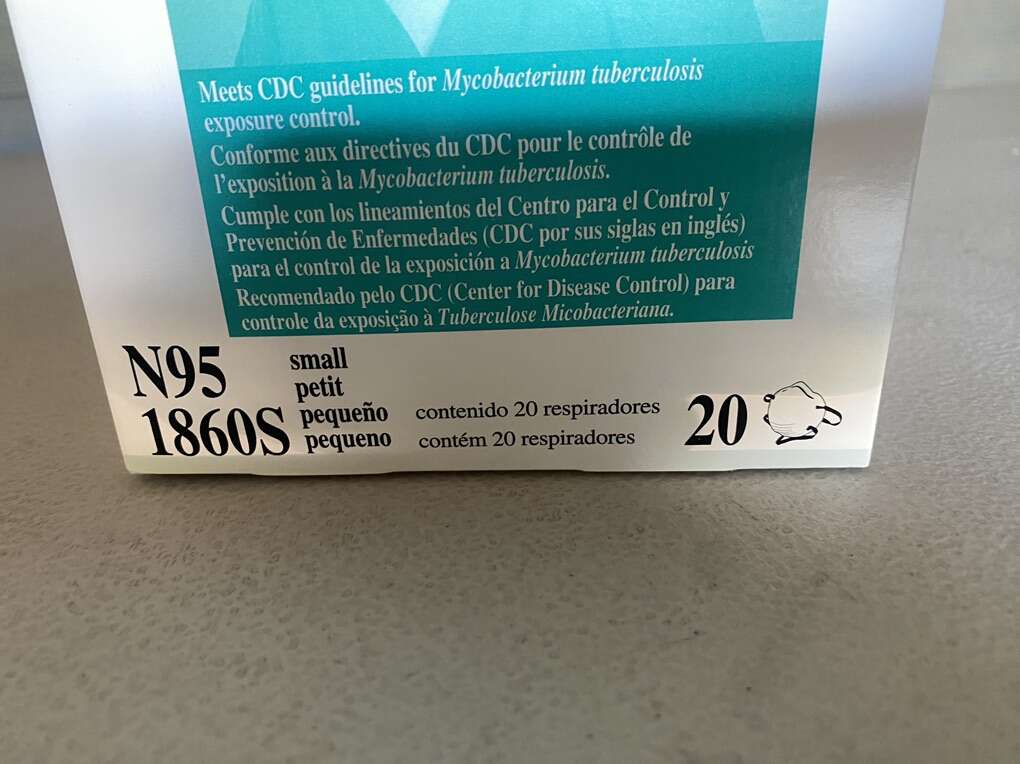 Meets CDC guidelines for Mycobacterium tuberculosis
exposure control.
Conforme aux directives du CDC pour le contrôle de
l'exposition à la Mycobacterium tuberculosis.
Cumple con los lineamientos del Centro para el Control y
Prevención de Enfermedades (CDC por sus siglas en inglés)
para el control de la exposición a Mycobacterium tuberculosis
Recomendado pelo CDC (Center for Disease Control) para
controle da exposição à Tuberculose Micobacteriana.
N95
1860S
small
petit
pequeño contenido 20 respiradores
pequeno contém 20 respiradores
20